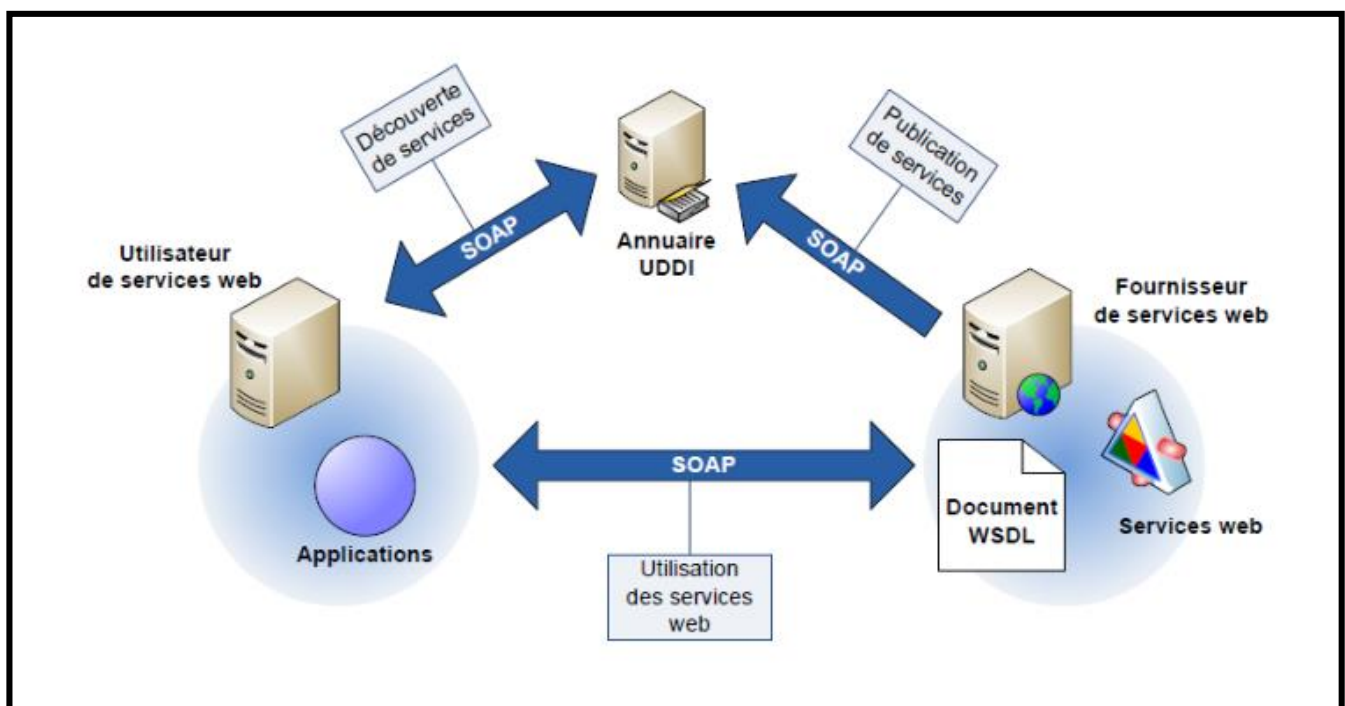 Découverte
de services
SOAP
Publication
de services
SOAP
Annuaire
UDDI
Utilisateur
de services web
Applications
Fournisseur
de services web
Document
WSDL
Services web
SOAP
Utilisation
des services
web